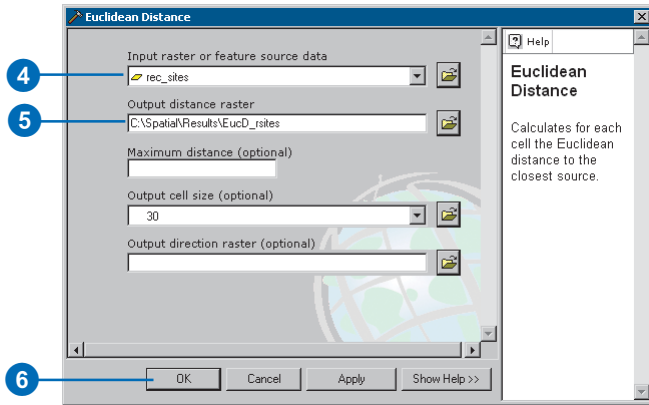 Euclidean Distance
Input raster or feature source data
4
rec_sites
Output distance raster
5
C:\Spatial\Results\EucD_rsites
Maximum distance (optional)
Output cell size (optional)
30
Output direction raster (optional)
6
OK
Cancel
Apply
Show Help >>
Help
Euclidean
Distance
Calculates for each
cell the Euclidean
distance to the
closest source.